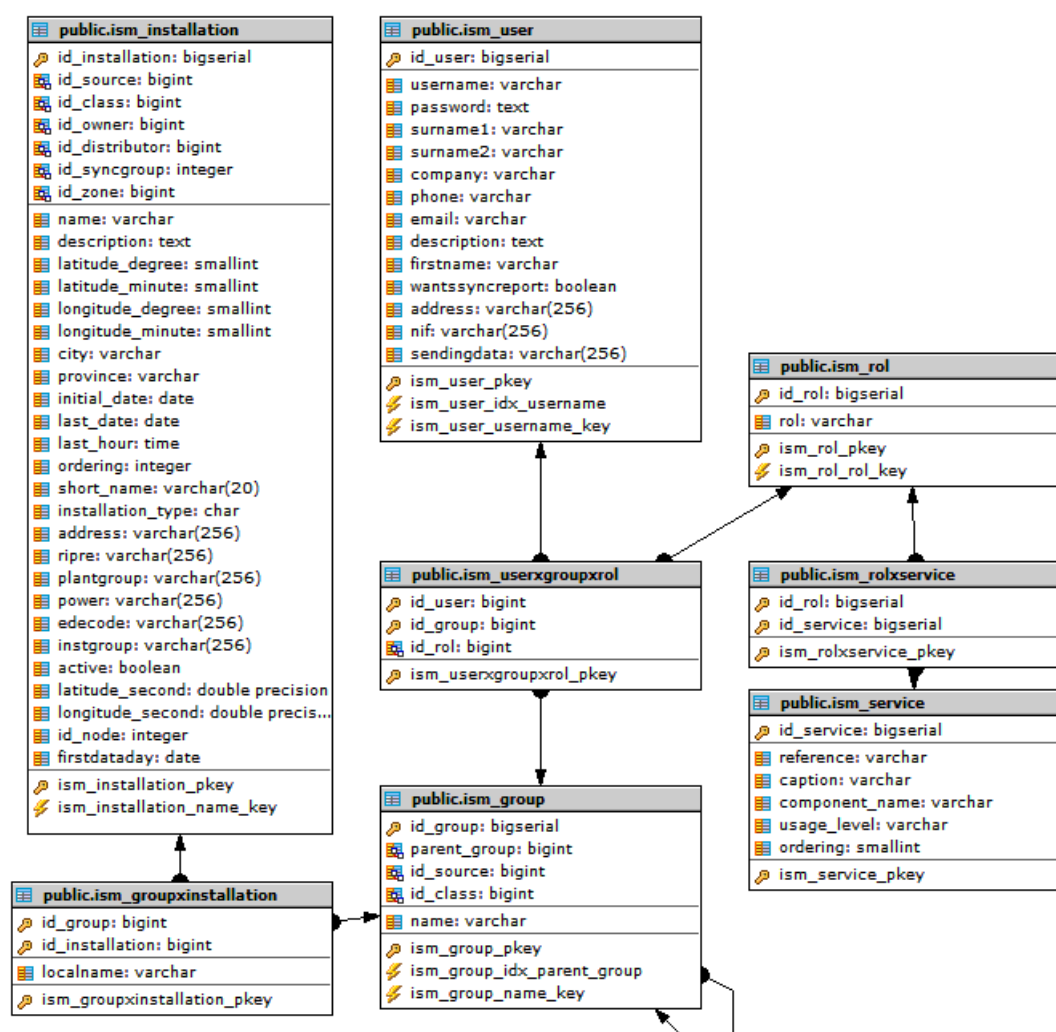 public.ism_installation
id_installation: bigserial
id_source: bigint
id_class: bigint
id_owner: bigint
id_distributor: bigint
id_syncgroup: integer
id_zone: bigint
name: varchar
description: text
latitude_degree: smallint
latitude_minute: smallint
longitude_degree: smallint
longitude_minute: smallint
city: varchar
province: varchar
initial_date: date
last_date: date
last_hour: time
ordering: integer
short_name: varchar(20)
installation_type: char
address: varchar(256)
ripre: varchar(256)
plantgroup: varchar(256)
power: varchar(256)
edecode: varchar(256)
instgroup: varchar(256)
active: boolean
latitude_second: double precision
longitude_second: double precis...
id_node: integer
firstdataday: date
ism_installation_pkey
ism_installation_name_key
public.ism_user
id_user: bigserial
username: varchar
password: text
surname1: varchar
surname2: varchar
company: varchar
phone: varchar
email: varchar
description: text
firstname: varchar
wantssyncreport: boolean
address: varchar(256)
nif: varchar(256)
sendingdata: varchar(256)
ism_user_pkey
ism_user_idx_username
ism_user_username_key
public.ism_rol
id_rol: bigserial
rol: varchar
ism_rol_pkey
ism_rol_rol_key
public.ism_userxgroupxrol
id_user: bigint
id_group: bigint
id_rol: bigint
ism_userxgroupxrol_pkey
public.ism_rolxservice
id_rol: bigserial
id_service: bigserial
ism_rolxservice_pkey
public.ism_service
id_service: bigserial
reference: varchar
caption: varchar
component_name: varchar
usage_level: varchar
ordering: smallint
ism_service_pkey
public.ism_group
id_group: bigserial
parent_group: bigint
id_source: bigint
id_class: bigint
name: varchar
ism_group_pkey
ism_group_idx_parent_group
ism_group_name_key
public.ism_groupxinstallation
id_group: bigint
id_installation: bigint
localname: varchar
ism_groupxinstallation_pkey